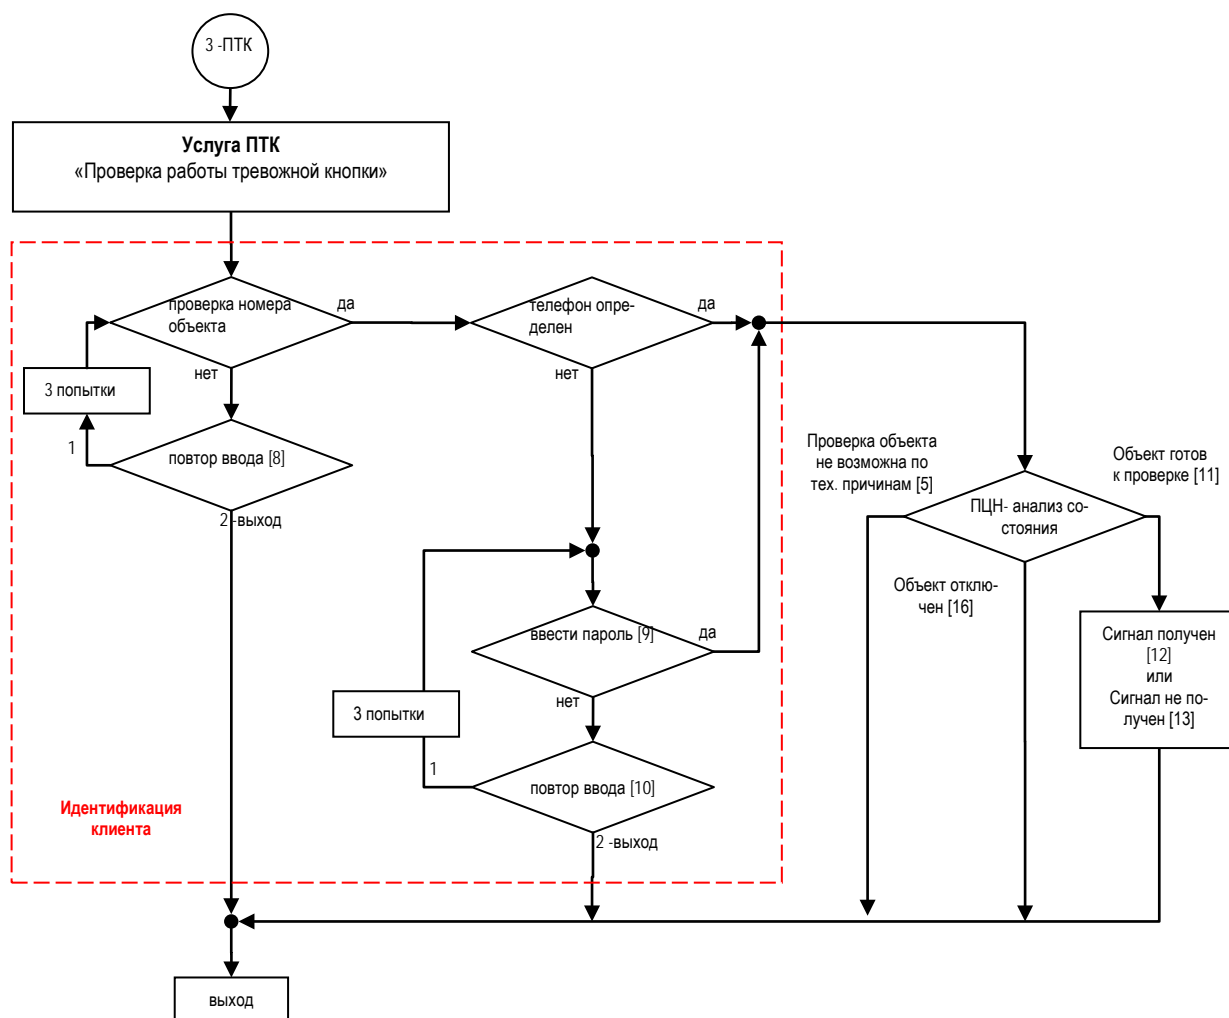 3 -ПТК
Услуга ПТК
«Проверка работы тревожной кнопки»
проверка номера
объекта
да
телефон опре-
делен
да
нет
нет
3 попытки
1
повтор ввода [8]
2 -выход
Проверка объекта
не возможна по
тех. причинам [5]
Объект готов
к проверке [11]
ПЦН- анализ со-
стояния
Объект отклю-
чен [16]
ввести пароль [9]
да
нет
Сигнал получен
[12]
или
Сигнал не по-
лучен [13]
3 попытки
1
повтор ввода [10]
2 -выход
Идентификация
клиента
выход